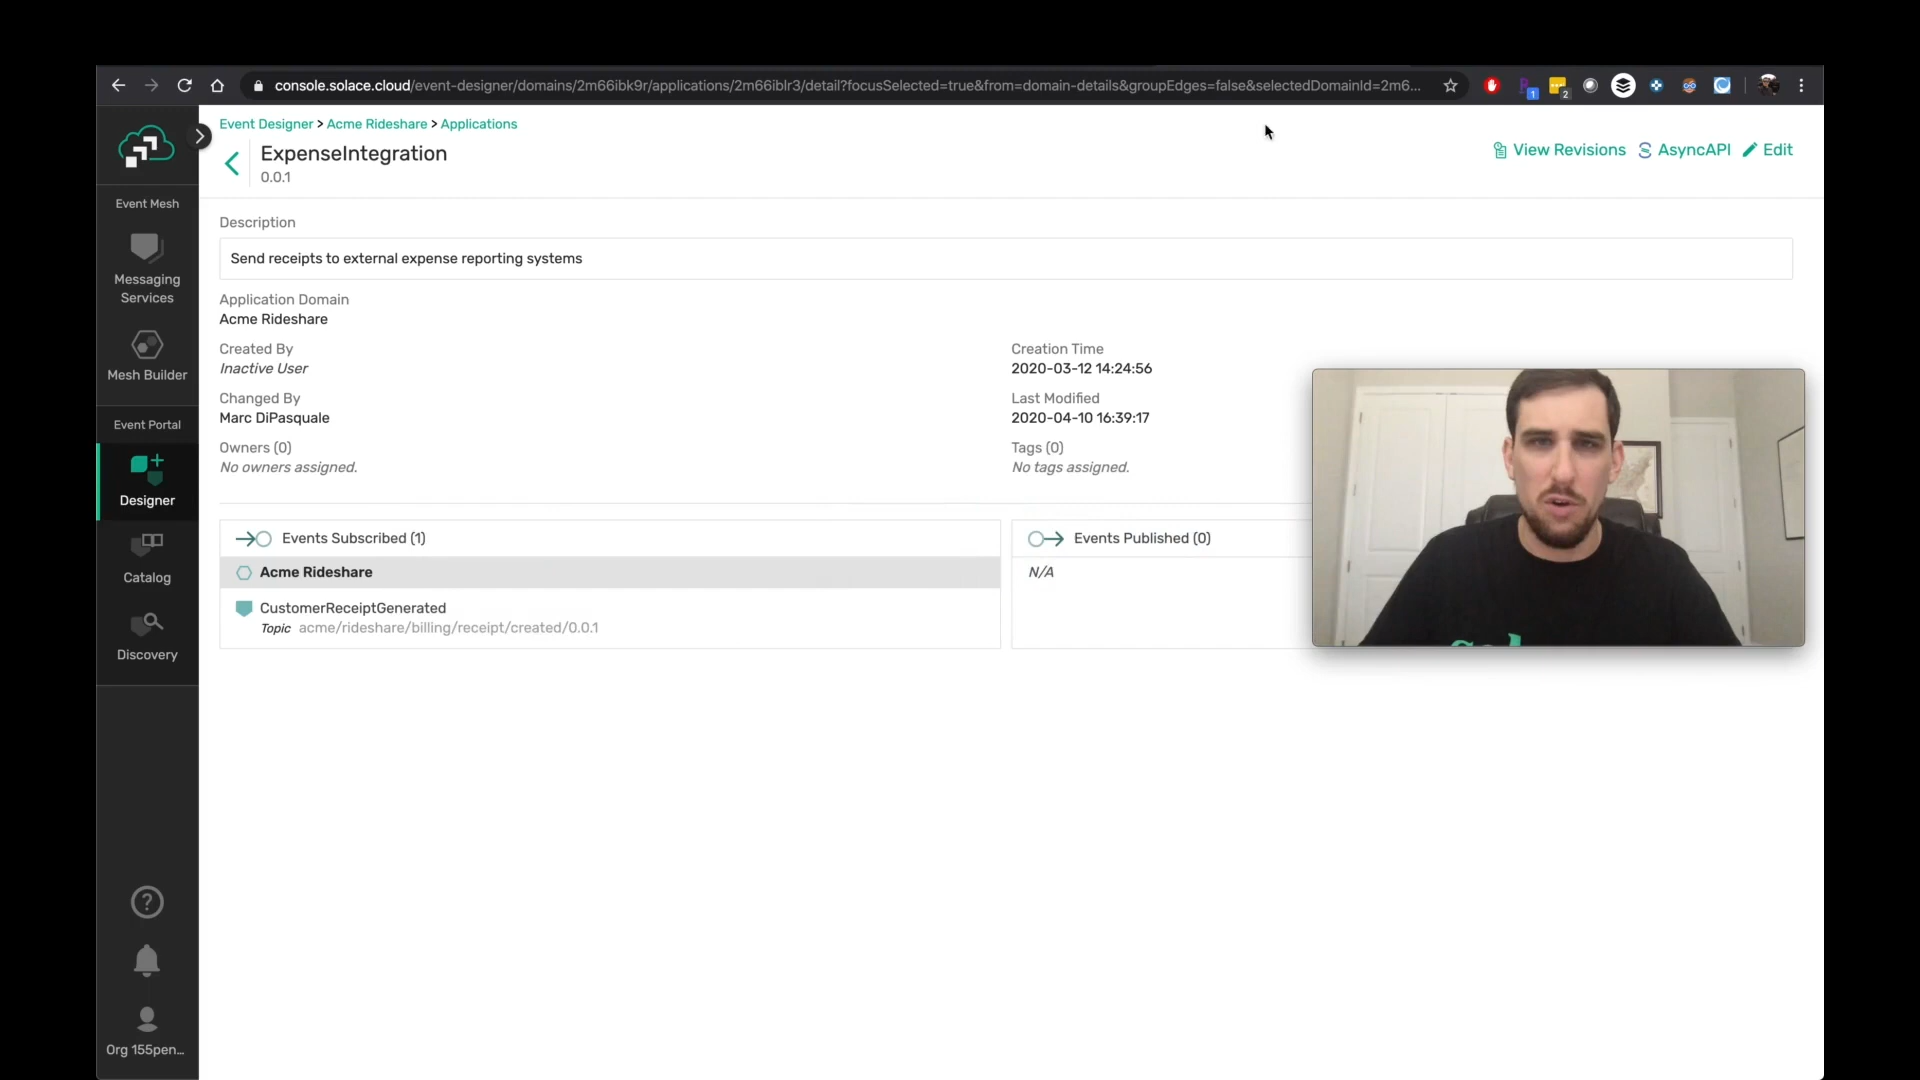 console.solace.cloud/event-designer/domains/2m66ibk9r/applications/2m66iblr3/detail?focusSelected=true&from=domain-details&groupEdges=false&selectedDomainId=2m6...
1
2
Event Designer > Acme Rideshare > Applications
ExpenseIntegration
0.0.1
View Revisions
AsyncAPI
Edit
Event Mesh
Messaging
Services
Mesh Builder
Event Portal
Designer
Catalog
Discovery
Org 155pen...
Description
Send receipts to external expense reporting systems
Application Domain
Acme Rideshare
Created By
Inactive User
Creation Time
2020-03-12 14:24:56
Changed By
Marc DiPasquale
Last Modified
2020-04-10 16:39:17
Owners (0)
No owners assigned.
Tags (0)
No tags assigned.
Events Subscribed (1)
Acme Rideshare
CustomerReceiptGenerated
Topic acme/rideshare/billing/receipt/created/0.0.1
Events Published (0)
N/A